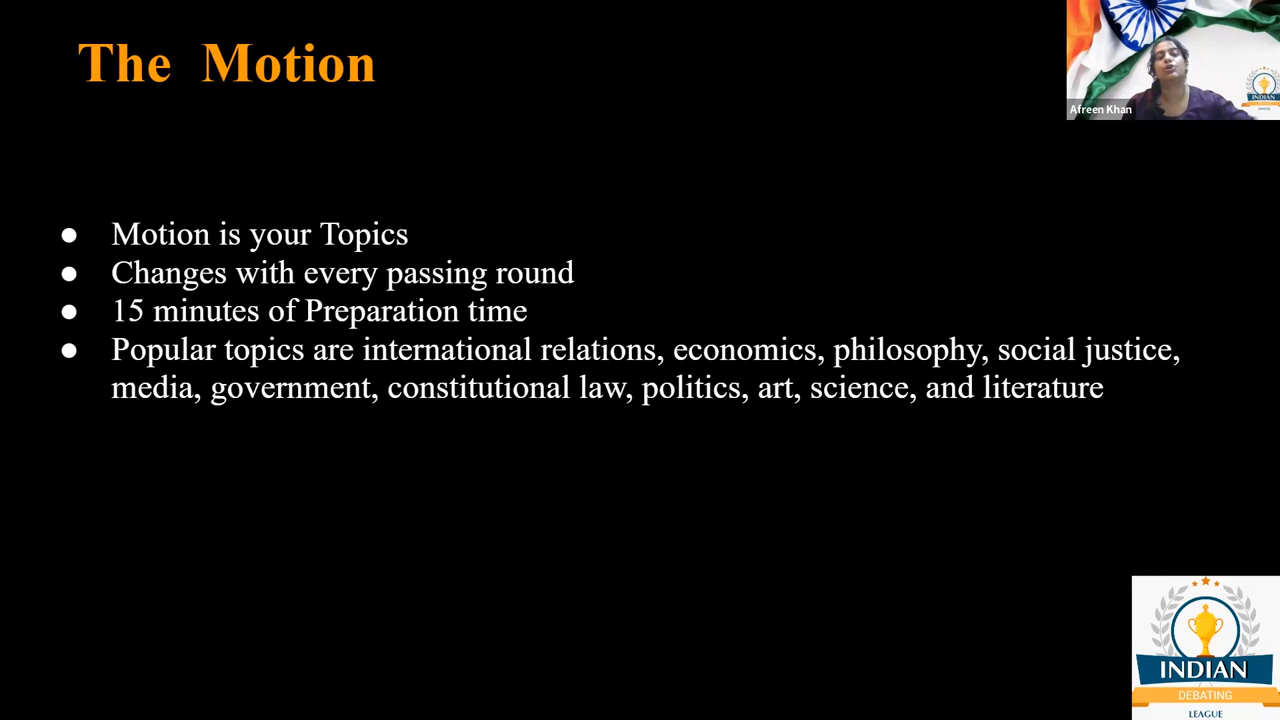 The Motion
Afreen Khan
INDIAN
● Motion is your Topics
● Changes with every passing round
● 15 minutes of Preparation time
● Popular topics are international relations, economics, philosophy, social justice,
media, government, constitutional law, politics, art, science, and literature
INDIAN
DEBATING
LEAGUE